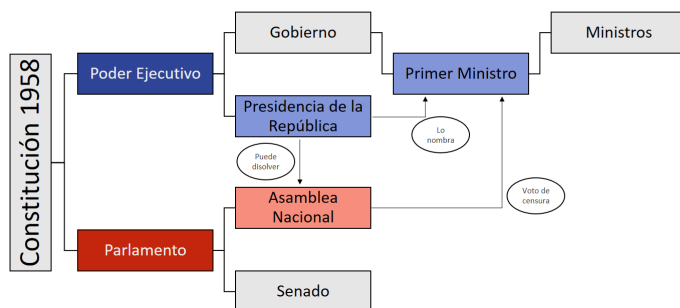 Constitución 1958
Poder Ejecutivo
Gobierno
Primer Ministro
Ministros
Presidencia de la
República
Lo
nombra
Puede
disolver
Asamblea
Nacional
Voto de
censura
Parlamento
Senado